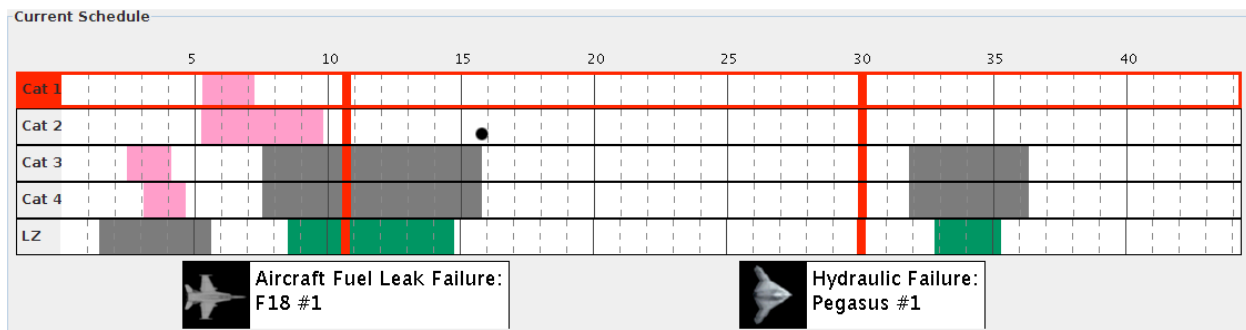 Current Schedule
5 10 15 20 25 30 35 40
Cat 1
Cat 2
Cat 3
Cat 4
LZ
Aircraft Fuel Leak Failure:
F18 #1
Hydraulic Failure:
Pegasus #1